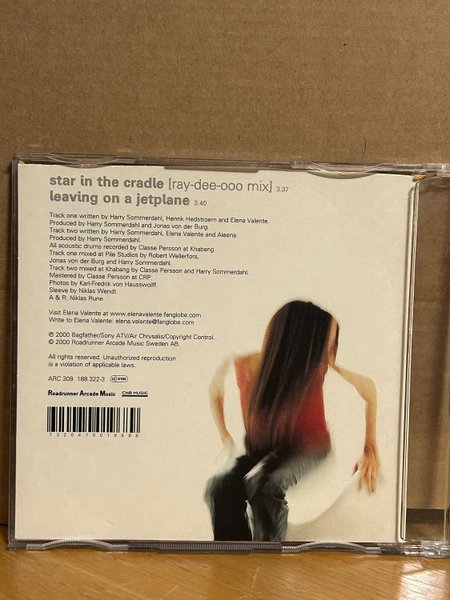 star in the cradle [ray-dee-ooo mix] 3.37
leaving on a jetplane 3.40
Track one written by Harry Sommerdahl, Henrik Hedstroem and Elena Valente.
Produced by Harry Sommerdahl and Jonas von der Burg.
Track two written by Harry Sommerdahl, Elena Valente and Aleena.
Produced by Harry Sommerdahl.
All acoustic drums recorded by Classe Persson at Khabang.
Track one mixed at Pile Studios by Robert Wellerfors,
Jonas von der Burg and Harry Sommerdahl.
Track two mixed at Khabang by Classe Persson and Harry Sommerdahl.
Mastered by Classe Persson at CRP.
Photos by Karl-Fredrik von Hausswolff
Sleeve by Niklas Wendt.
A & R: Niklas Rune.
Visit Elena Valente at www.elenavalente.fanglobe.com
Write to Elena Valente: elena.valente@fanglobe.com
℗ 2000 Bagfather/Sony ATV/Air Chrysalis/Copyright Control.
© 2000 Roadrunner Arcade Music Sweden AB.
All rights reserved. Unauthorized reproduction
is a violation of applicable laws.
ARC 309 188 322-3
Roadrunner Arcade Music CNR MUSIC